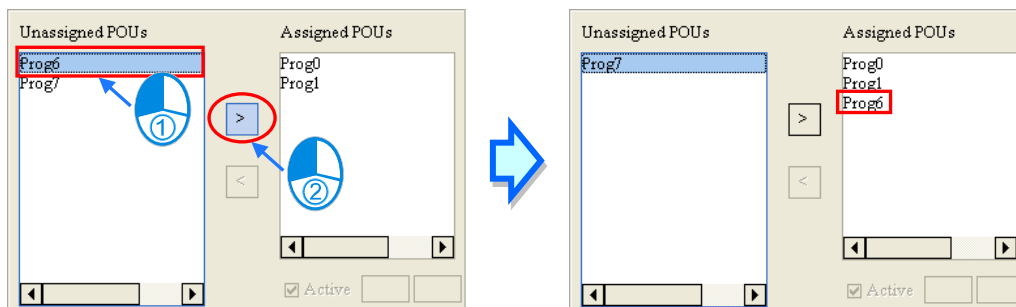 Unassigned POUs
Prog6
Prog7
①
>
<
Assigned POUs
Prog0
Prog1
②
Active
Unassigned POUs
Prog7
>
<
Assigned POUs
Prog0
Prog1
Prog6
Active